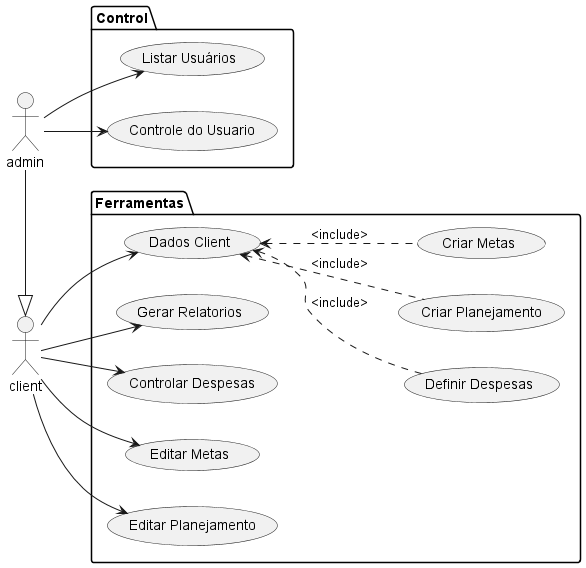 Control
Listar Usuários
Controle do Usuario
admin
Ferramentas
Dados Client
<include>
Criar Metas
<include>
Gerar Relatorios
<include>
Criar Planejamento
client
Controlar Despesas
Definir Despesas
Editar Metas
Editar Planejamento